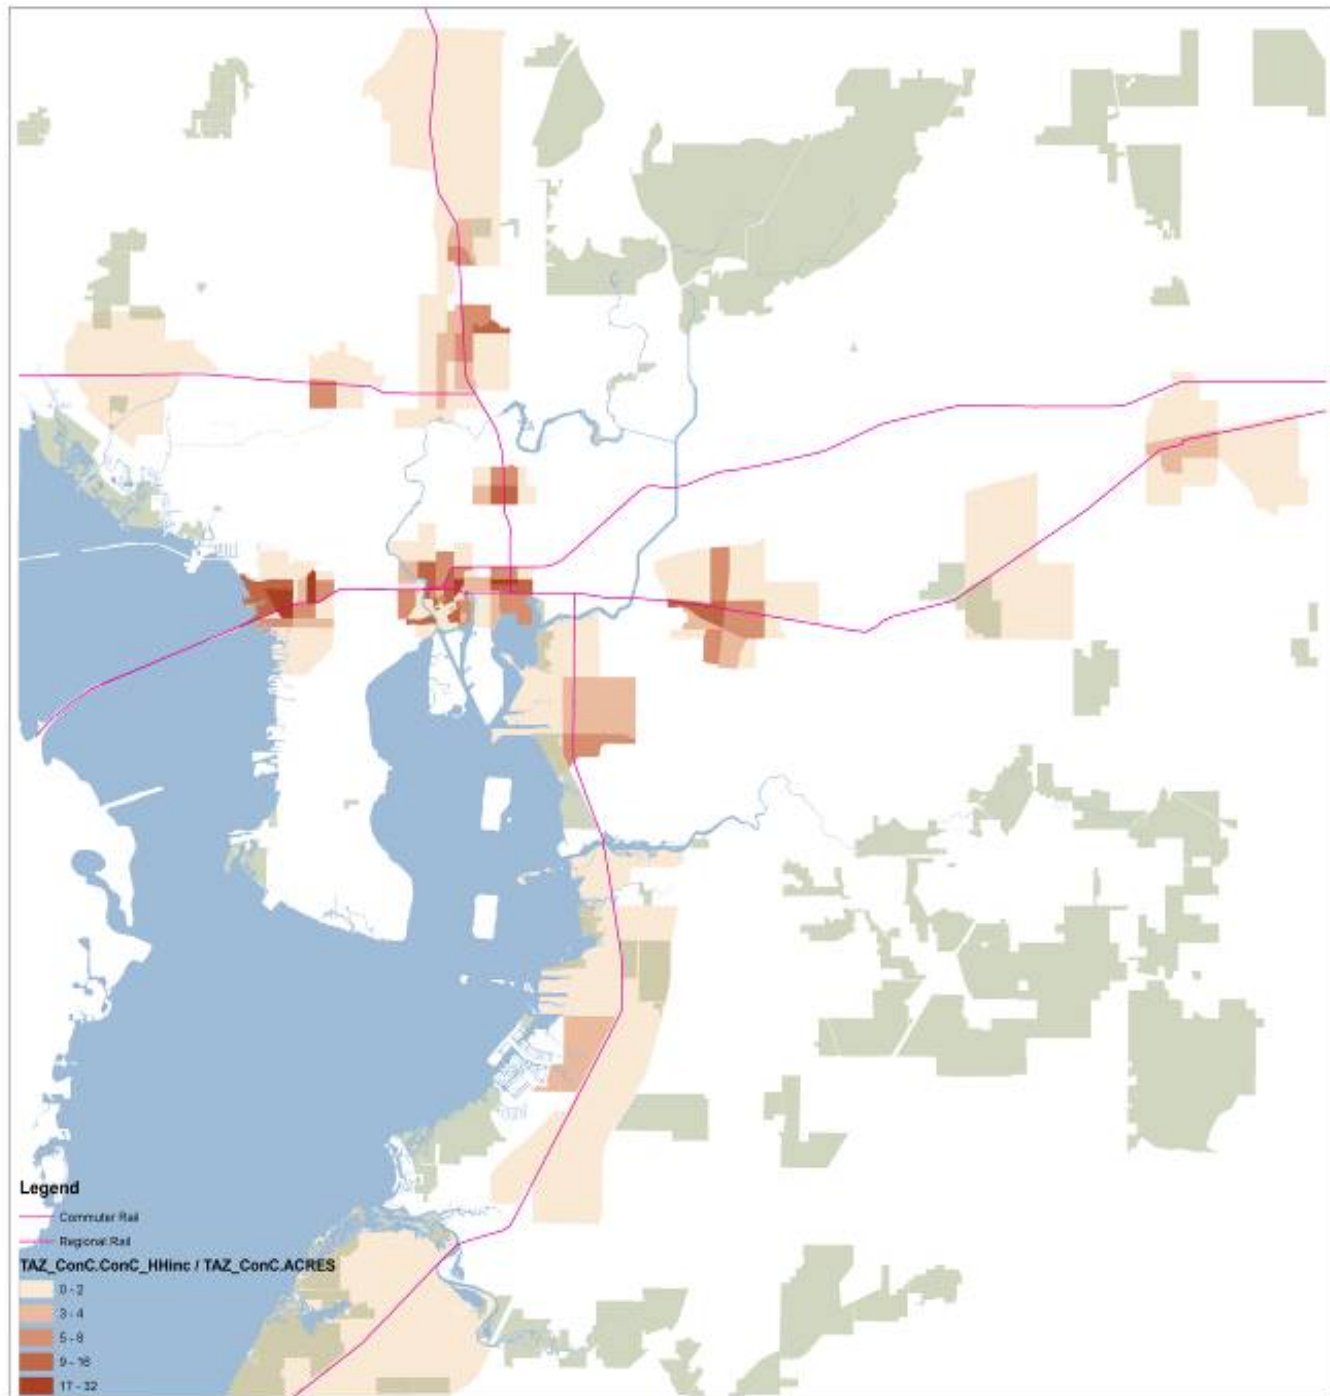 Legend
Commuter Rail
Regional Rail
TAZ_ConC.ConC_HHinc / TAZ_ConC.ACRES
0 - 2
3 - 4
5 - 8
9 - 16
17 - 32